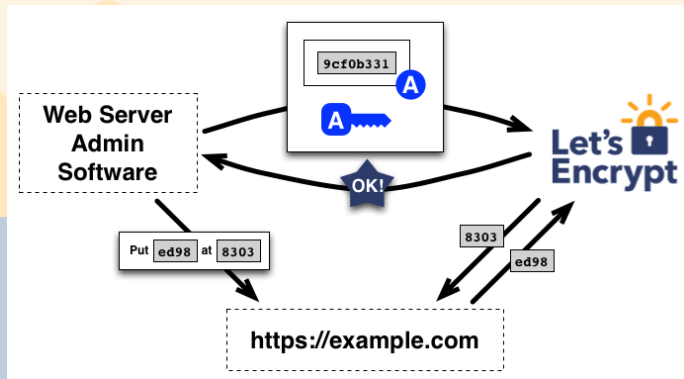 9cf0b331
A
A
Web Server
Admin
Software
Let's
Encrypt
OK!
Put ed98 at 8303
8303
ed98
https://example.com